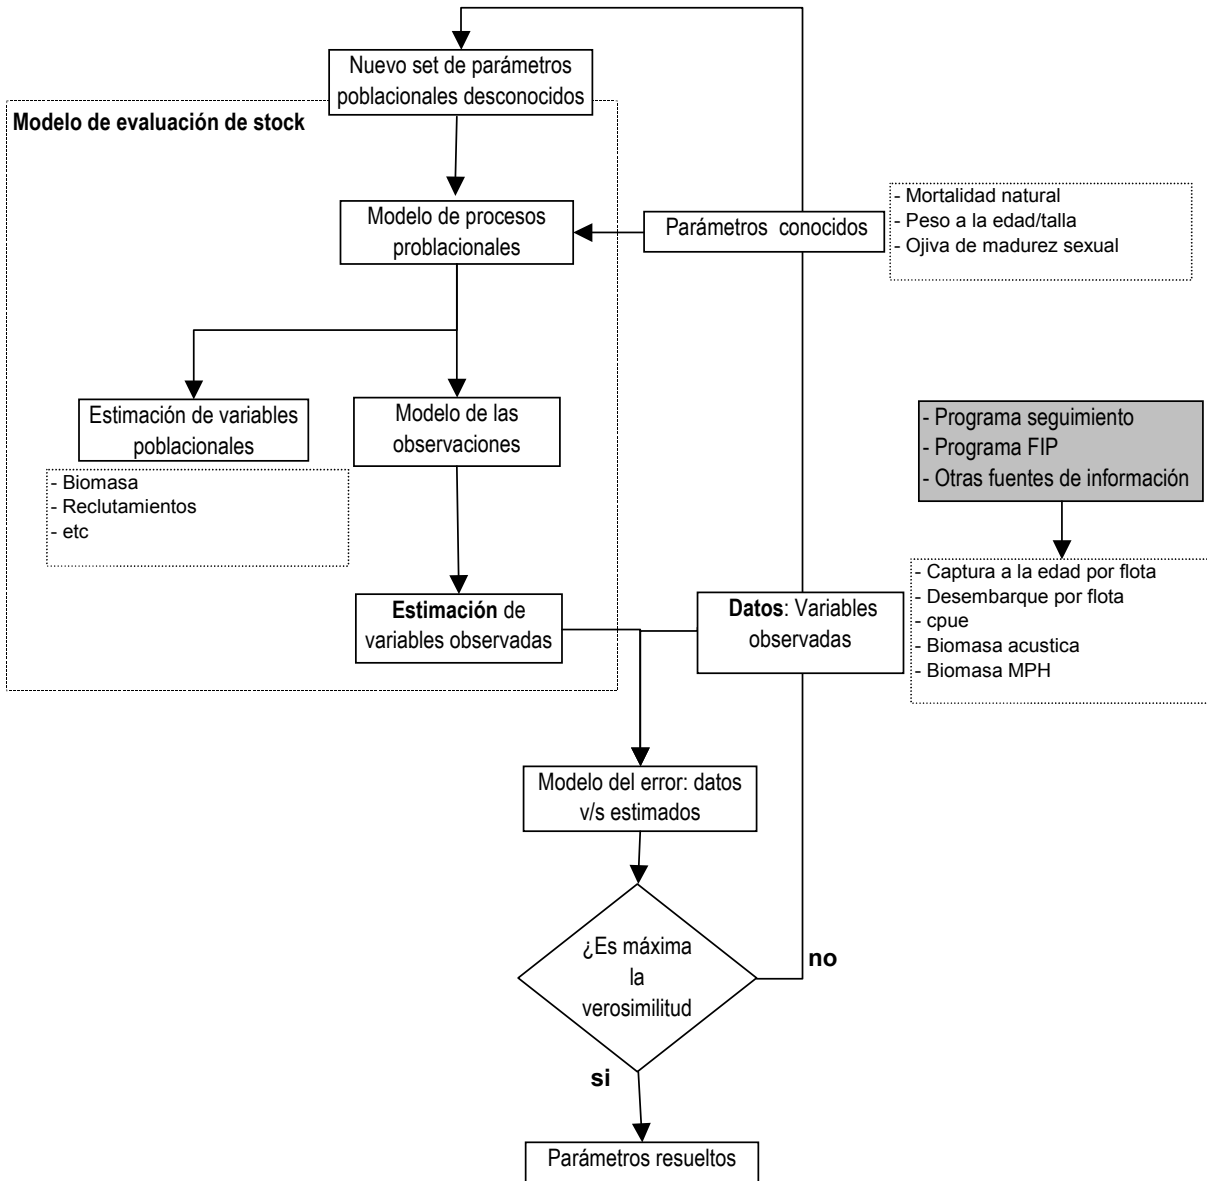 Nuevo set de parámetros
poblacionales desconocidos
Modelo de evaluación de stock
Modelo de procesos
problacionales
Parámetros conocidos
- Mortalidad natural
- Peso a la edad/talla
- Ojiva de madurez sexual
Estimación de variables
poblacionales
- Biomasa
- Reclutamientos
- etc
Modelo de las
observaciones
- Programa seguimiento
- Programa FIP
- Otras fuentes de información
Estimación de
variables observadas
Datos: Variables
observadas
- Captura a la edad por flota
- Desembarque por flota
- cpue
- Biomasa acustica
- Biomasa MPH
Modelo del error: datos
v/s estimados
¿Es máxima
la
verosimilitud
no
si
Parámetros resueltos